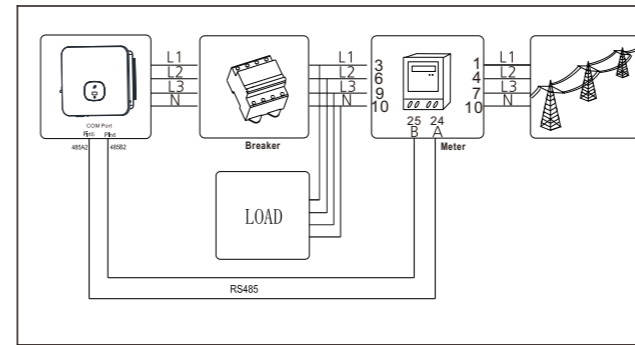 L1
L2
L3
N
L1
L2
L3
N
3
6
9
10
1
4
7
10
L1
L2
L3
N
COM Port
485A2
485B2
Breaker
25 24
B A
Meter
LOAD
RS485